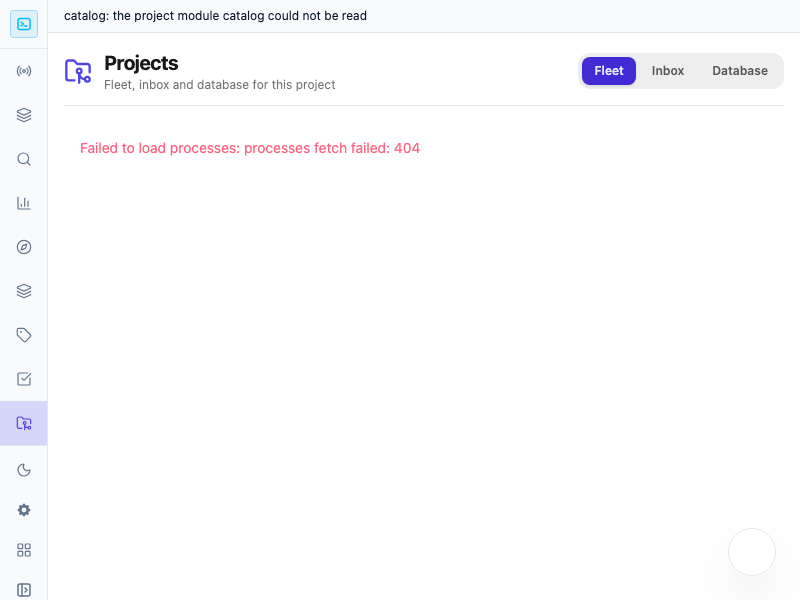 catalog: the project module catalog could not be read
Projects
Fleet, inbox and database for this project
Fleet
Inbox
Database
Failed to load processes: processes fetch failed: 404